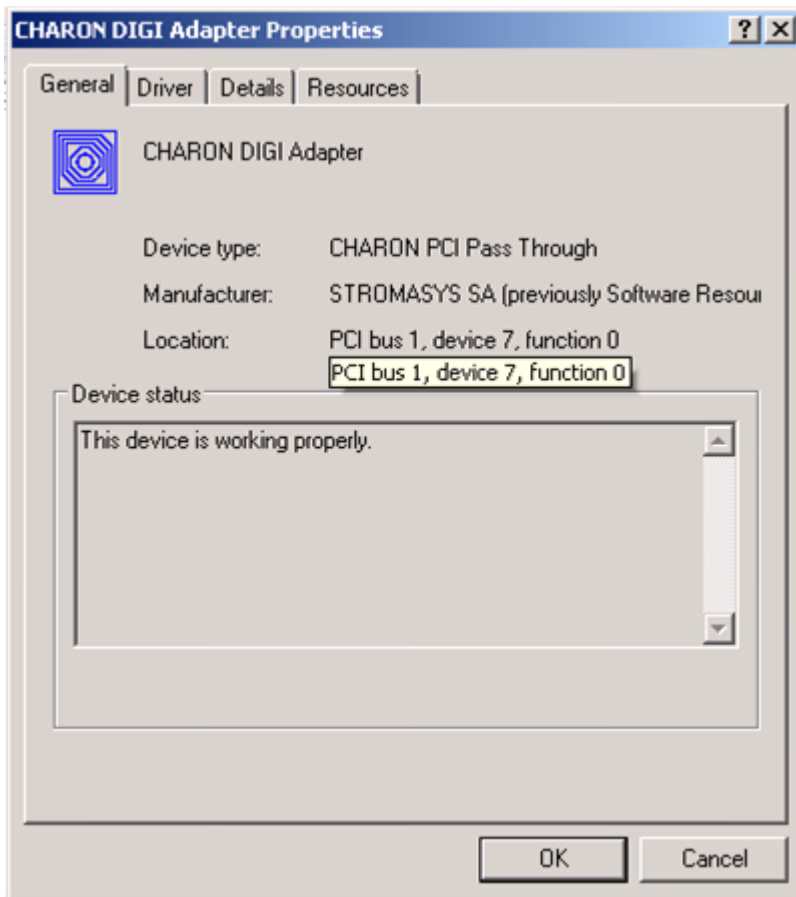 CHARON DIGI Adapter Properties
General Driver Details Resources
CHARON DIGI Adapter
Device type: CHARON PCI Pass Through
Manufacturer: STROMASYS SA (previously Software Resour
Location: PCI bus 1, device 7, function 0
PCI bus 1, device 7, function 0
Device status
This device is working properly.
OK Cancel